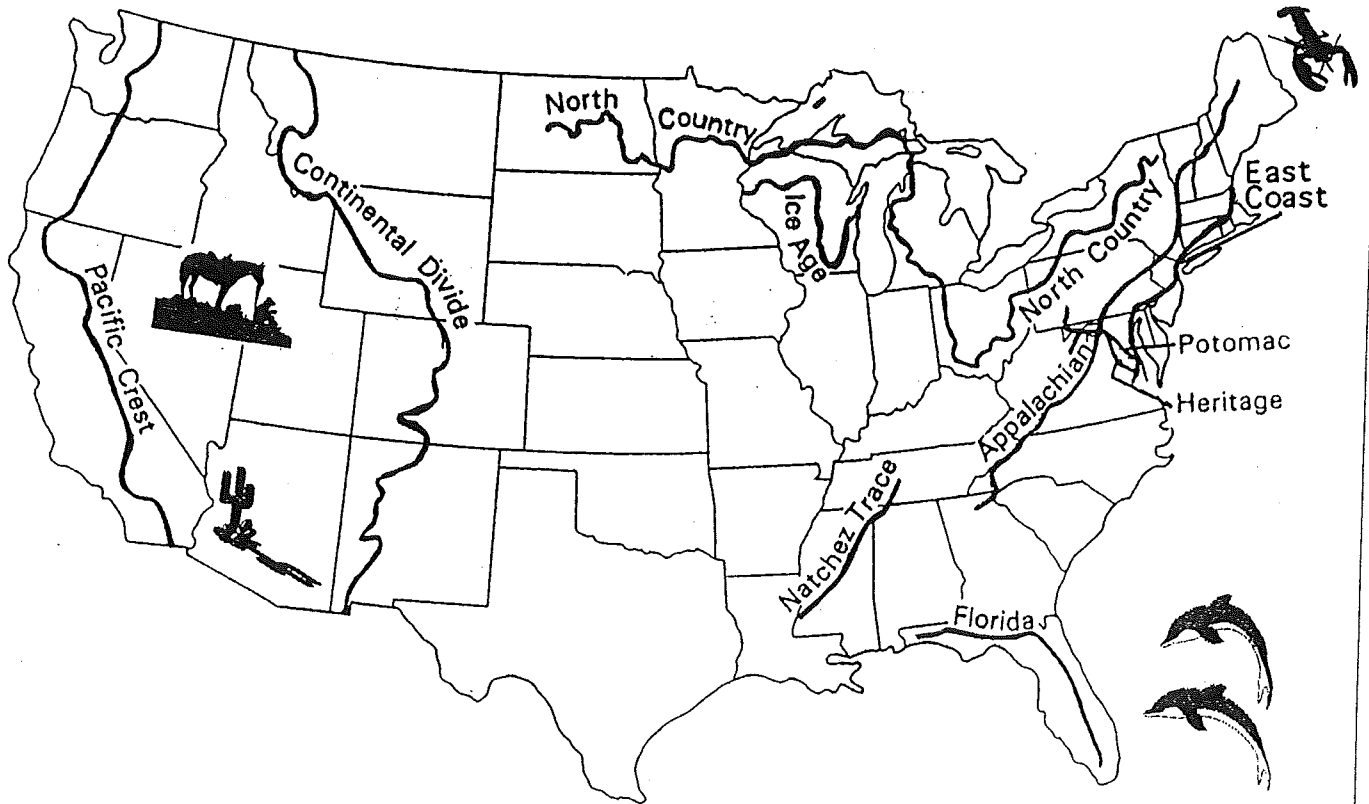 North Country
Continental Divide
Ice Age
East
Coast
North Country
Pacific-Crest
Potomac
Heritage
Appalachian
Natchez Trace
Florida